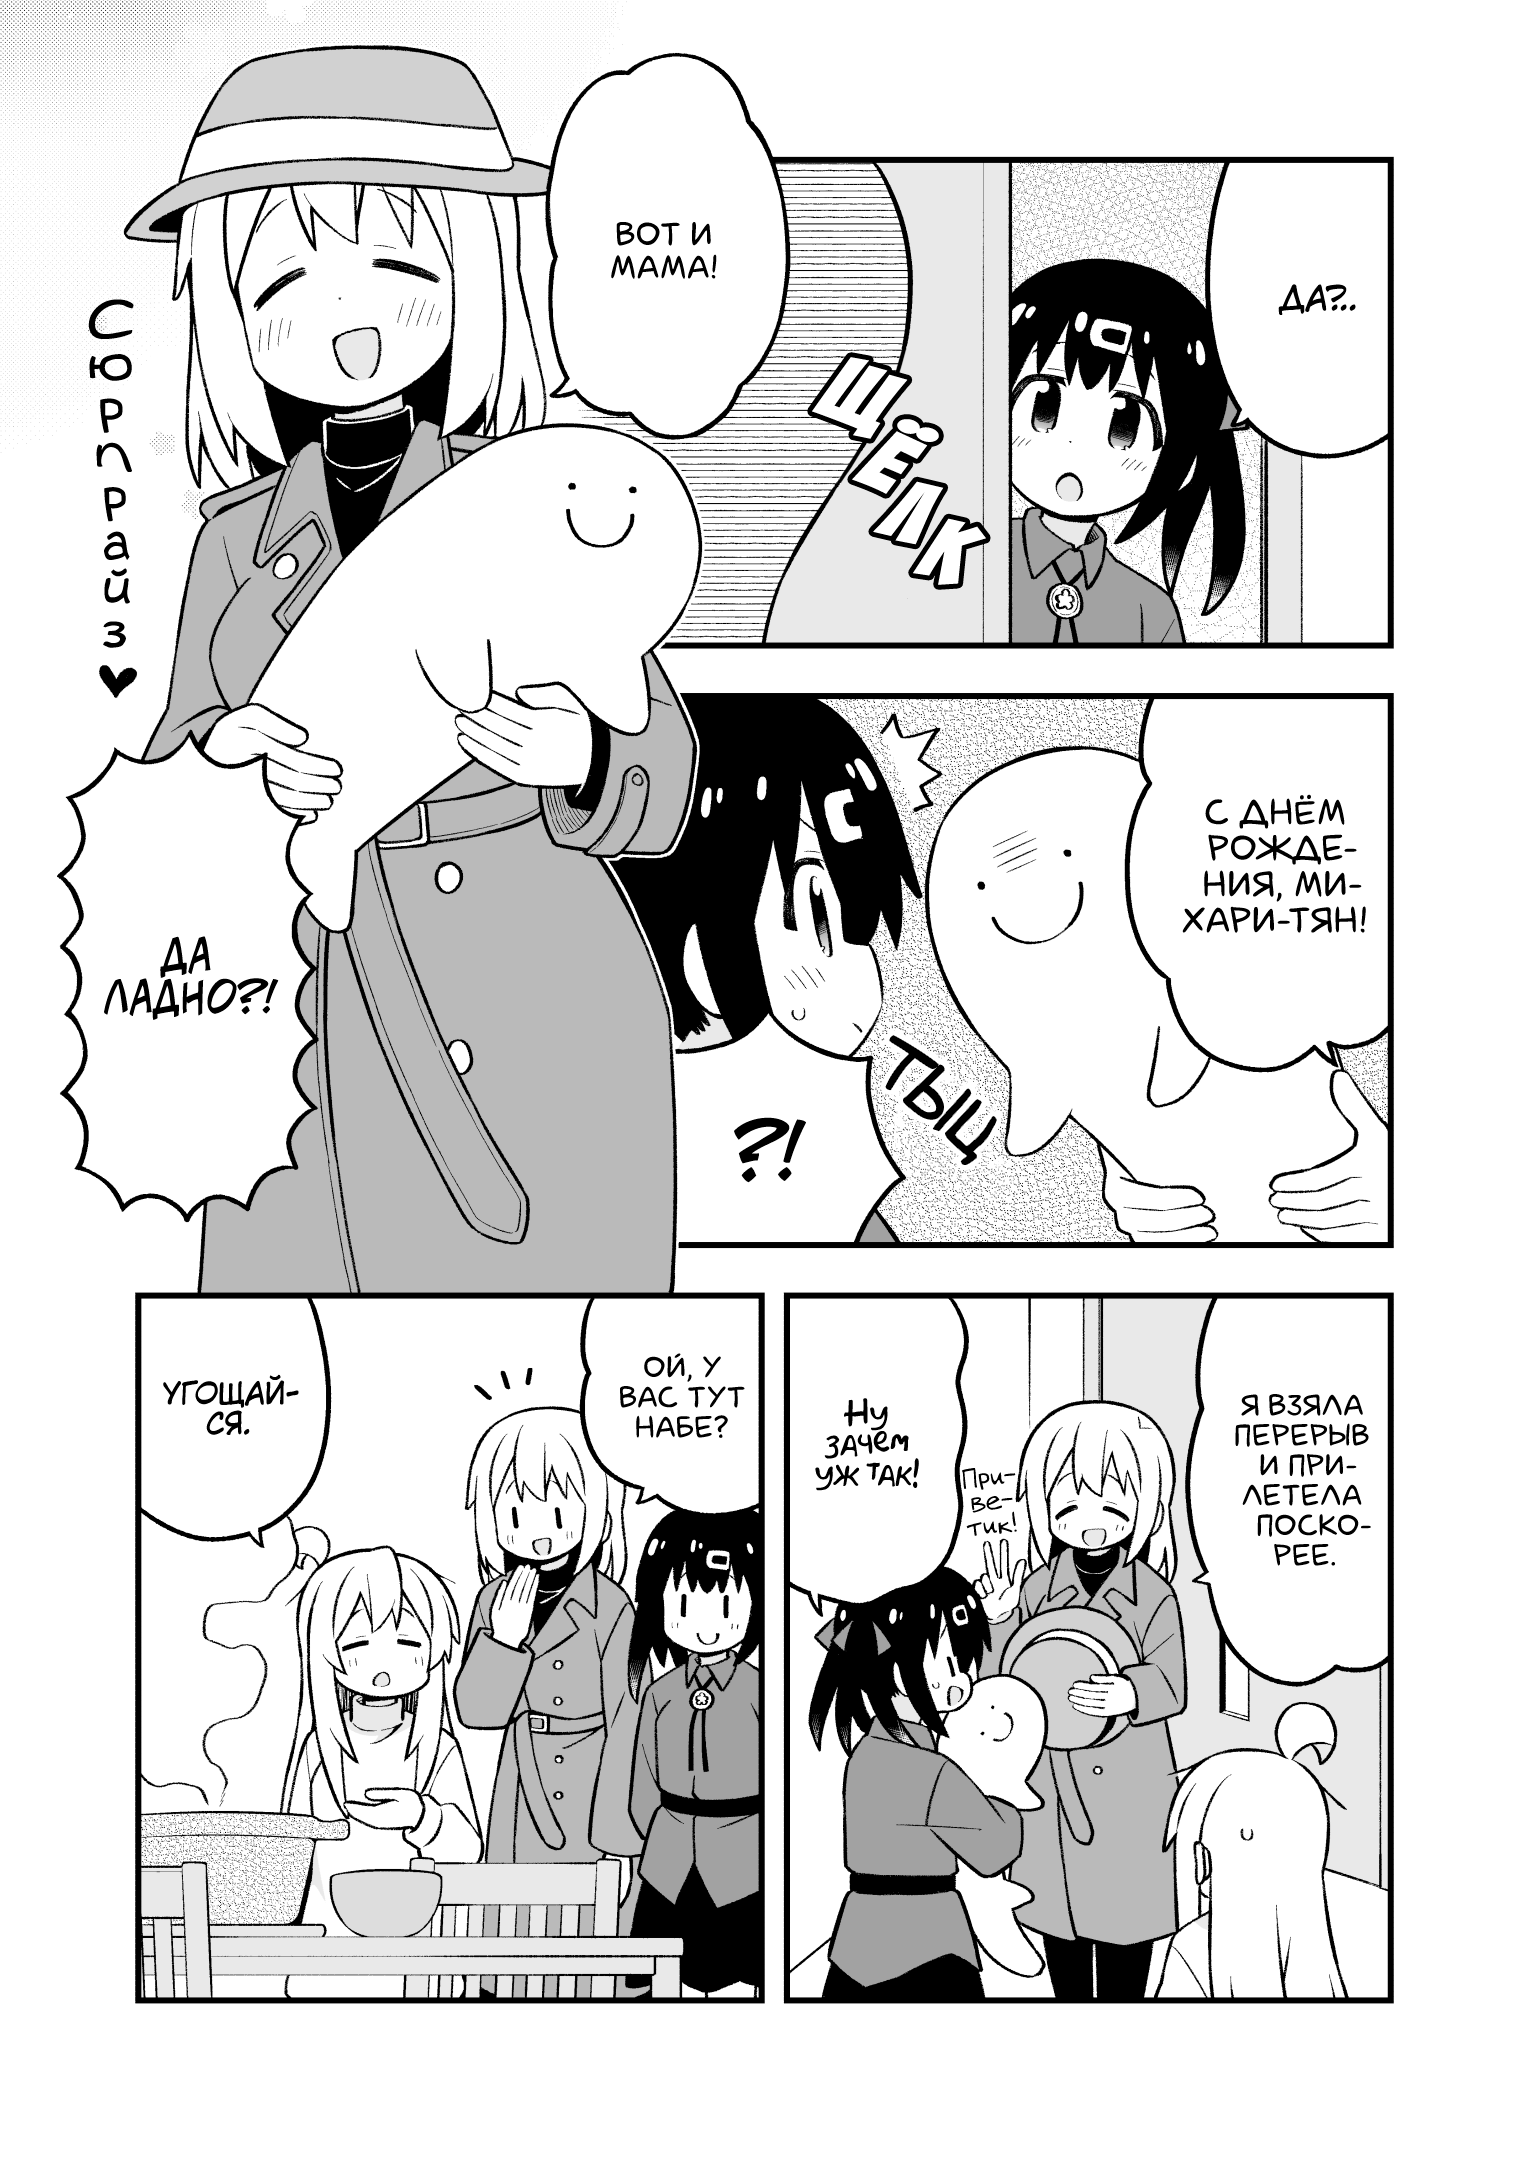 ДА?..
ЩЁЛК
ВОТ И
МАМА!
Сюрпрайз♥
С ДНЁМ
РОЖДЕ-
НИЯ, МИ-
ХАРИ-ТЯН!
ТЫЦ
?!
ДА
ЛАДНО?!
Я ВЗЯЛА
ПЕРЕРЫВ
И ПРИ-
ЛЕТЕЛА
ПОСКО-
РЕЕ.
При-
ве-
тик!
Ну
зачем
уж так!
ОЙ, У
ВАС ТУТ
НАБЕ?
УГОЩАЙ-
СЯ.